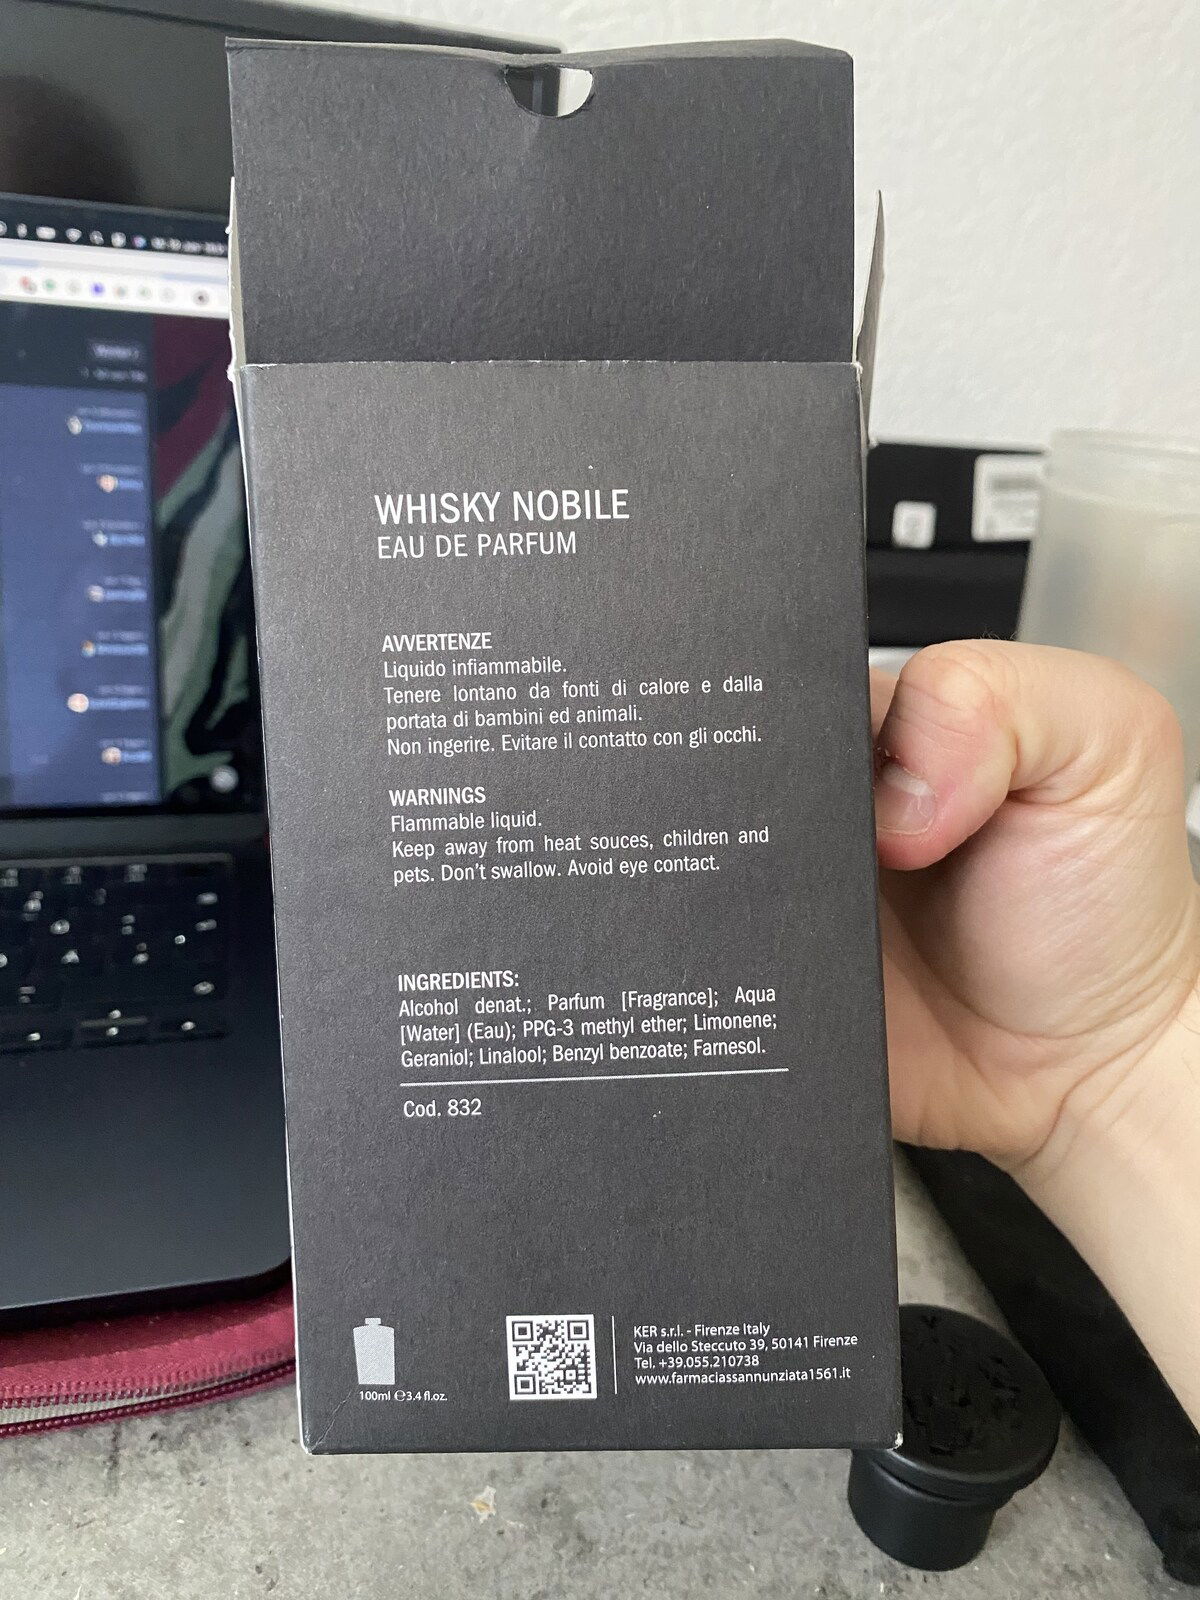 WHISKY NOBILE
EAU DE PARFUM
AVVERTENZE
Liquido infiammabile.
Tenere lontano da fonti di calore e dalla
portata di bambini ed animali.
Non ingerire. Evitare il contatto con gli occhi.
WARNINGS
Flammable liquid.
Keep away from heat souces, children and
pets. Don't swallow. Avoid eye contact.
INGREDIENTS:
Alcohol denat.; Parfum [Fragrance]; Aqua
[Water] (Eau); PPG-3 methyl ether; Limonene;
Geraniol; Linalool; Benzyl benzoate; Farnesol.
Cod. 832
100ml ℮3.4 fl.oz.
KER s.r.l. - Firenze Italy
Via dello Steccuto 39, 50141 Firenze
Tel. +39.055.210738
www.farmaciassannunziata1561.it